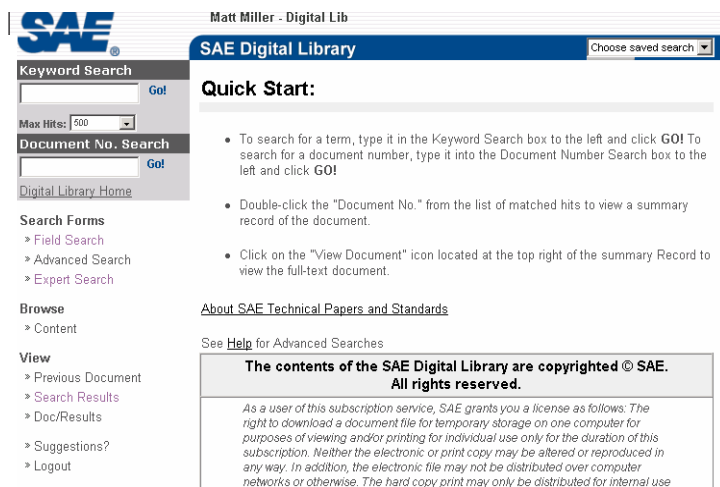 Matt Miller - Digital Lib
SAE®
SAE Digital Library
Choose saved search
Keyword Search
Go!
Max Hits: 500
Document No. Search
Go!
Digital Library Home
Search Forms
» Field Search
» Advanced Search
» Expert Search
Browse
» Content
View
» Previous Document
» Search Results
» Doc/Results
» Suggestions?
» Logout
Quick Start:
• To search for a term, type it in the Keyword Search box to the left and click GO! To
search for a document number, type it into the Document Number Search box to the
left and click GO!
• Double-click the "Document No." from the list of matched hits to view a summary
record of the document.
• Click on the "View Document" icon located at the top right of the summary Record to
view the full-text document.
About SAE Technical Papers and Standards
See Help for Advanced Searches
The contents of the SAE Digital Library are copyrighted © SAE.
All rights reserved.
As a user of this subscription service, SAE grants you a license as follows: The
right to download a document file for temporary storage on one computer for
purposes of viewing and/or printing for individual use only for the duration of this
subscription. Neither the electronic or print copy may be altered or reproduced in
any way. In addition, the electronic file may not be distributed over computer
networks or otherwise. The hard copy print may only be distributed for internal use